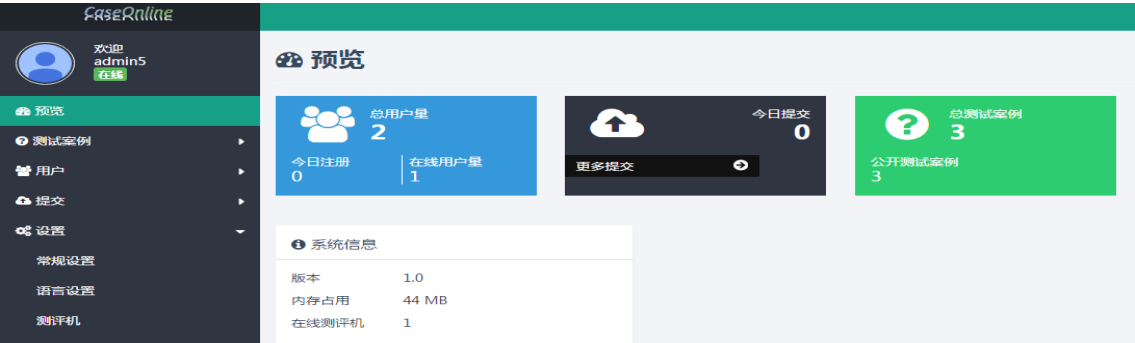 CaseOnline
欢迎
admin5
在线
预览
测试案例
用户
提交
设置
常规设置
语言设置
测评机
预览
总用户量
2
今日注册
0
在线用户量
1
今日提交
0
更多提交
总测试案例
3
公开测试案例
3
系统信息
版本 1.0
内存占用 44 MB
在线测评机 1